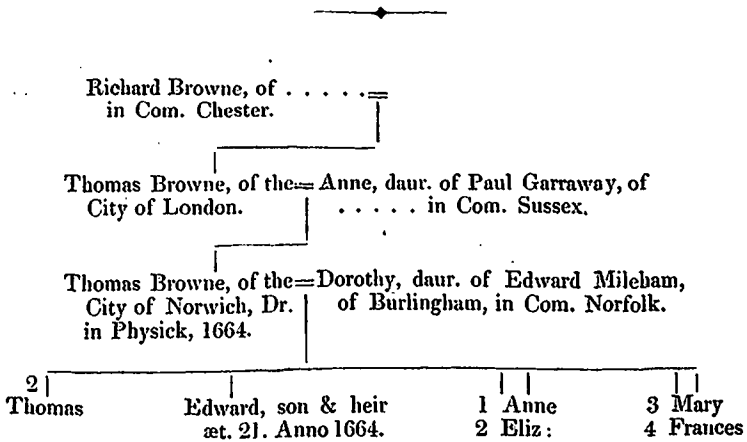 Richard Browne, of . . . . . =
in Com. Chester.
Thomas Browne, of the = Anne, daur. of Paul Garraway, of
City of London. . . . . . in Com. Sussex.
Thomas Browne, of the = Dorothy, daur. of Edward Mileham,
City of Norwich, Dr. of Burlingham, in Com. Norfolk.
in Physick, 1664.
2
Thomas Edward, son & heir 1 Anne 3 Mary
æt. 21. Anno 1664. 2 Eliz: 4 Frances